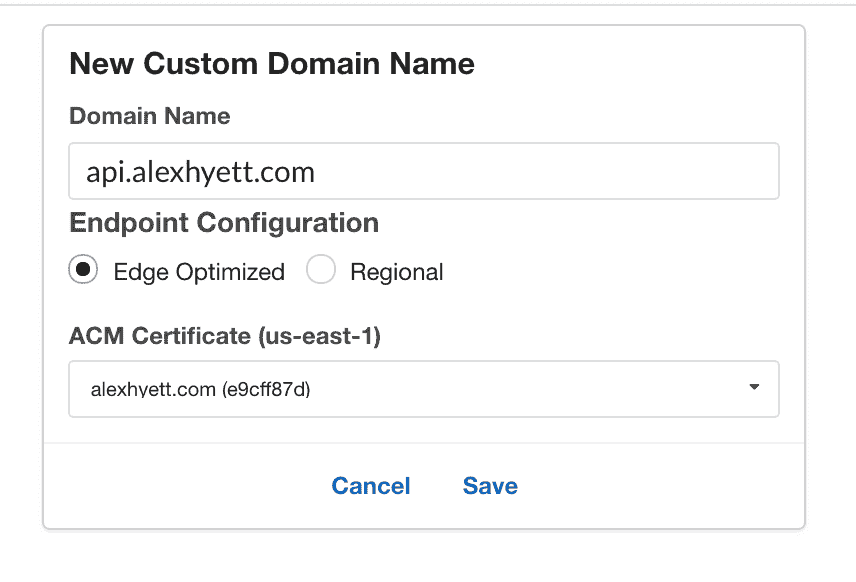 New Custom Domain Name
Domain Name
api.alexhyett.com
Endpoint Configuration
Edge Optimized Regional
ACM Certificate (us-east-1)
alexhyett.com (e9cff87d)
Cancel Save